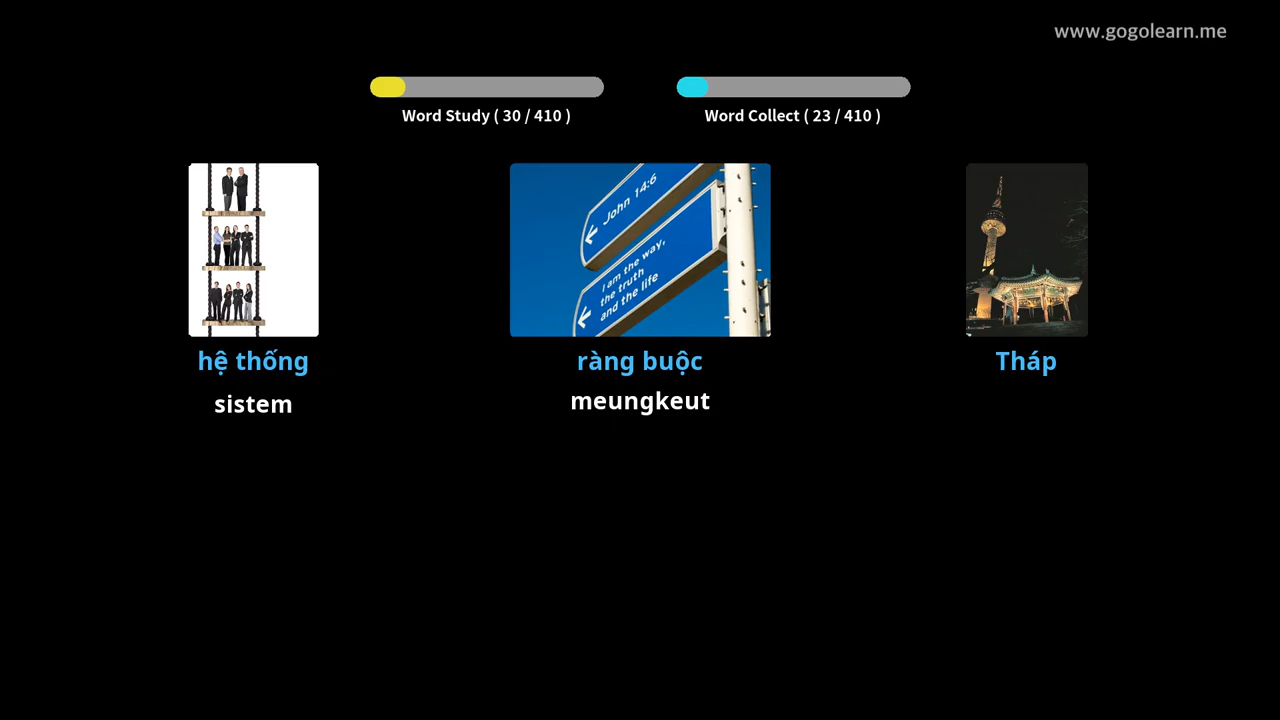 www.gogolearn.me
Word Study ( 30 / 410 )
Word Collect ( 23 / 410 )
John 14:6
I am the way,
the truth
and the life
hệ thống
ràng buộc
Tháp
sistem
meungkeut